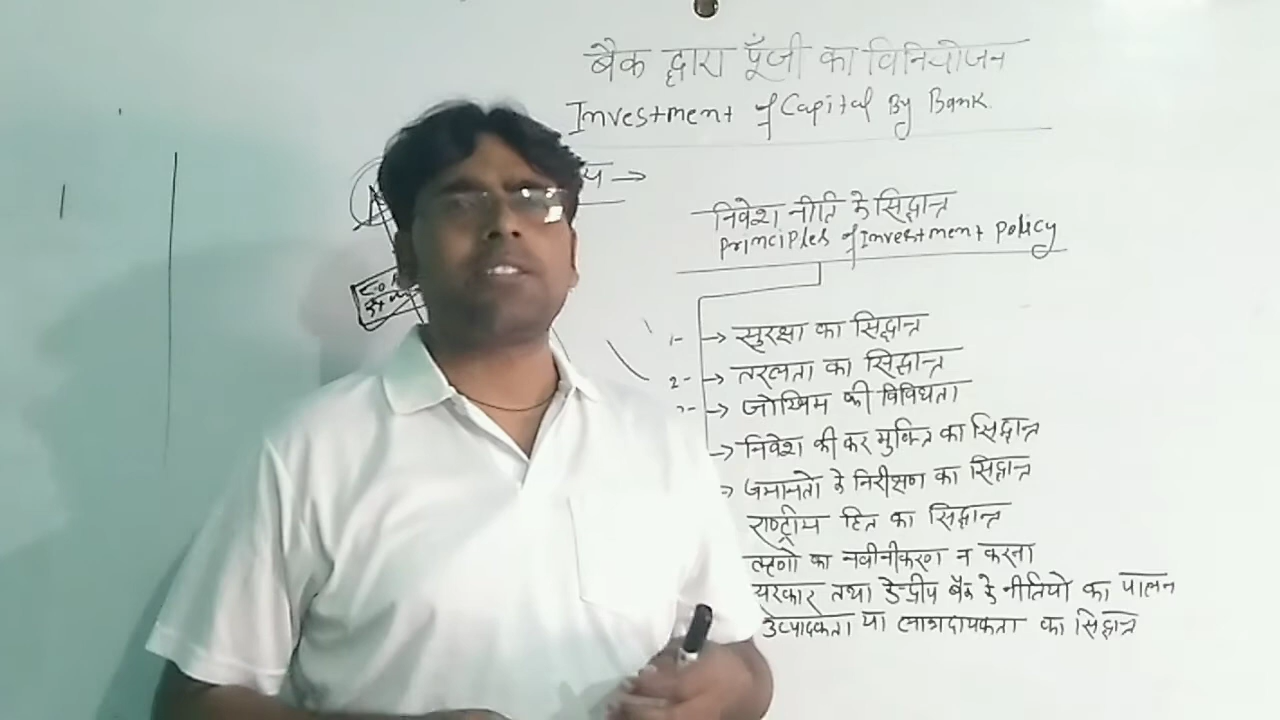 बैंक द्वारा पूँजी का विनियोजन
Investment of Capital By Bank.
य →
निवेश नीति के सिद्धान्त
Principles of Investment Policy
1- → सुरक्षा का सिद्धान्त
2- → तरलता का सिद्धान्त
→ जोखिम की विविधता
→ निवेश की कर मुक्ति का सिद्धान्त
जमानतो के निरीक्षण का सिद्धान्त
राष्ट्रीय हित का सिद्धान्त
ऋणो का नवीनीकरण न करना
सरकार तथा केन्द्रीय बैंक के नीतियो का पालन
उत्पादकता या लाभदायकता का सिद्धान्त